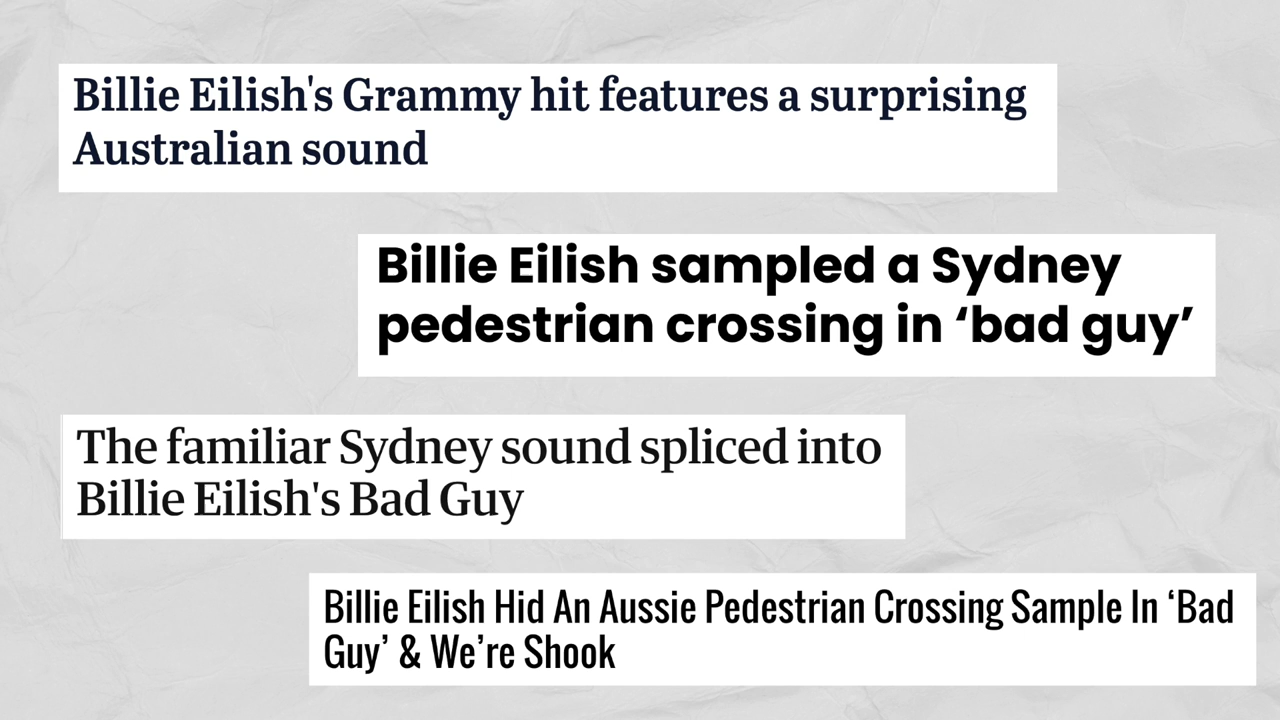 Billie Eilish's Grammy hit features a surprising
Australian sound
Billie Eilish sampled a Sydney
pedestrian crossing in ‘bad guy’
The familiar Sydney sound spliced into
Billie Eilish's Bad Guy
Billie Eilish Hid An Aussie Pedestrian Crossing Sample In ‘Bad
Guy’ & We’re Shook